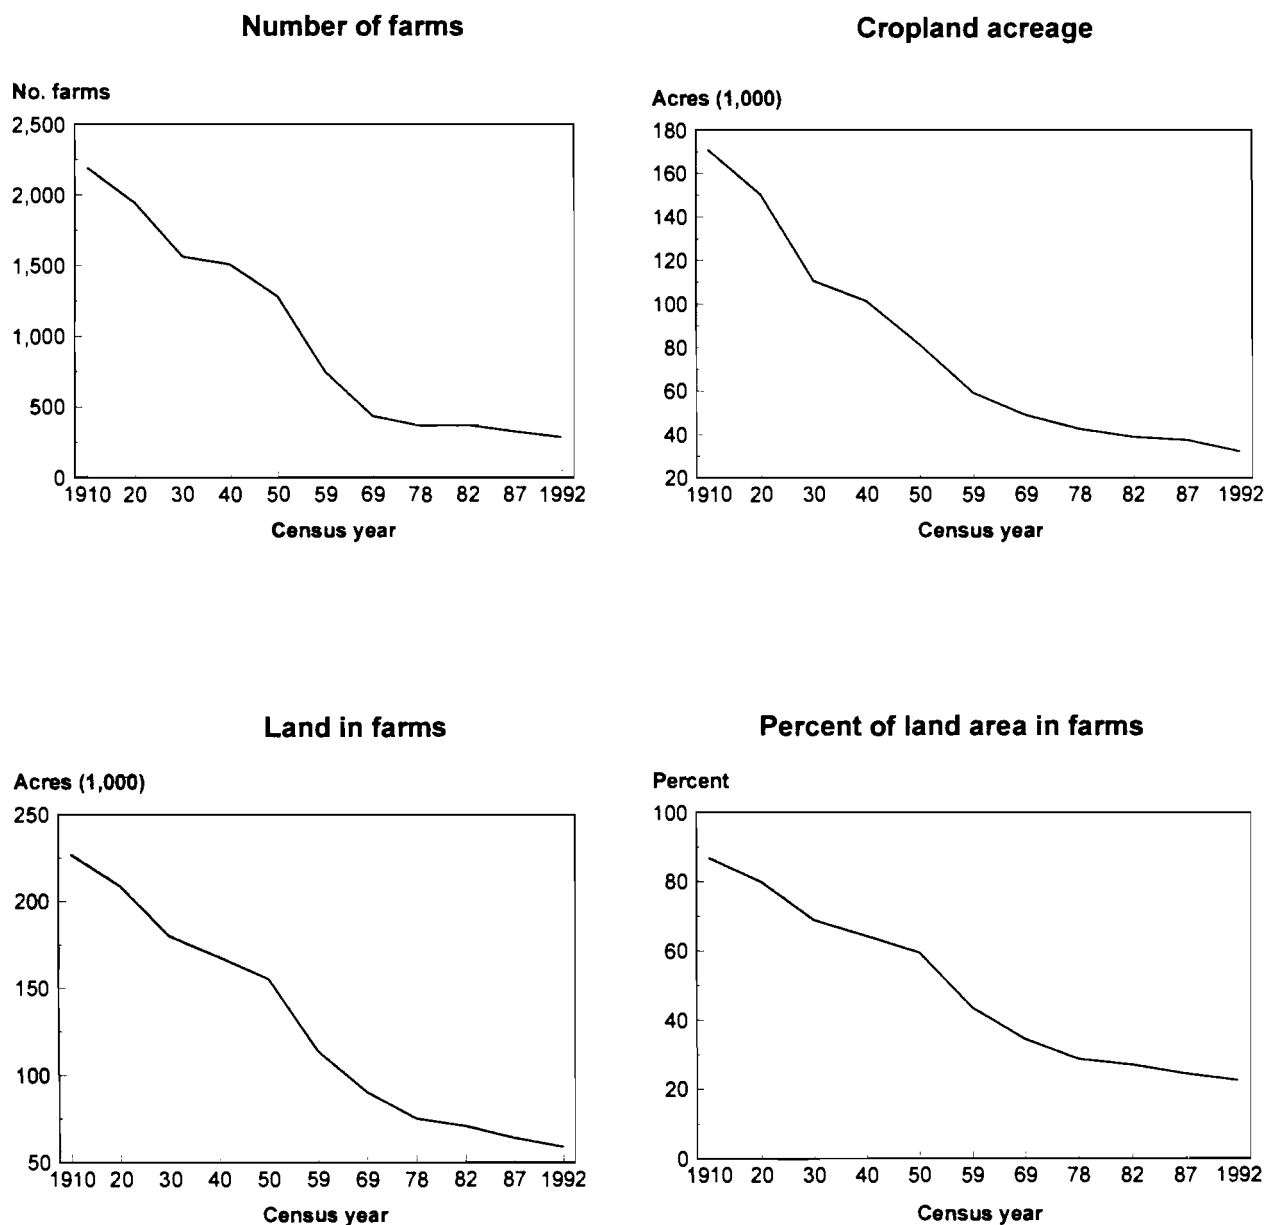 Number of farms
No. farms
2,500
2,000
1,500
1,000
500
0
1910 20 30 40 50 59 69 78 82 87 1992
Census year
Cropland acreage
Acres (1,000)
180
160
140
120
100
80
60
40
20
1910 20 30 40 50 59 69 78 82 87 1992
Census year
Land in farms
Acres (1,000)
250
200
150
100
50
1910 20 30 40 50 59 69 78 82 87 1992
Census year
Percent of land area in farms
Percent
100
80
60
40
20
0
1910 20 30 40 50 59 69 78 82 87 1992
Census year